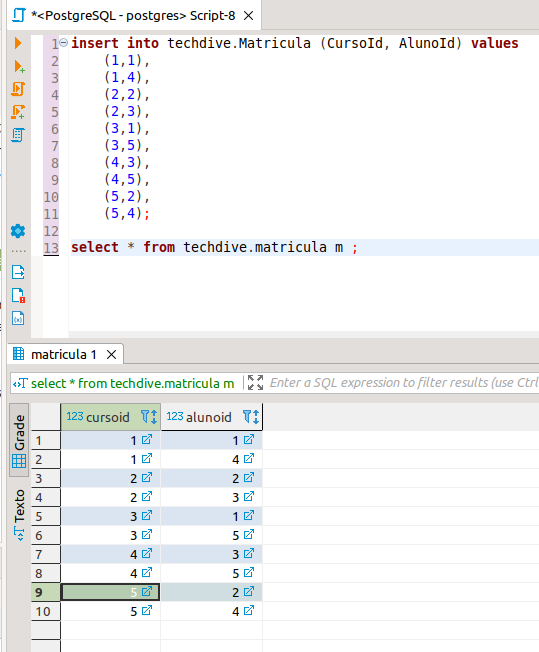 *<PostgreSQL - postgres> Script-8
1 insert into techdive.Matricula (CursoId, AlunoId) values
2 (1,1),
3 (1,4),
4 (2,2),
5 (2,3),
6 (3,1),
7 (3,5),
8 (4,3),
9 (4,5),
10 (5,2),
11 (5,4);
12
13 select * from techdive.matricula m ;
matricula 1
select * from techdive.matricula m Enter a SQL expression to filter results (use Ctrl
Grade
Texto
123 cursoid 123 alunoid
1 1 1
2 1 4
3 2 2
4 2 3
5 3 1
6 3 5
7 4 3
8 4 5
9 5 2
10 5 4